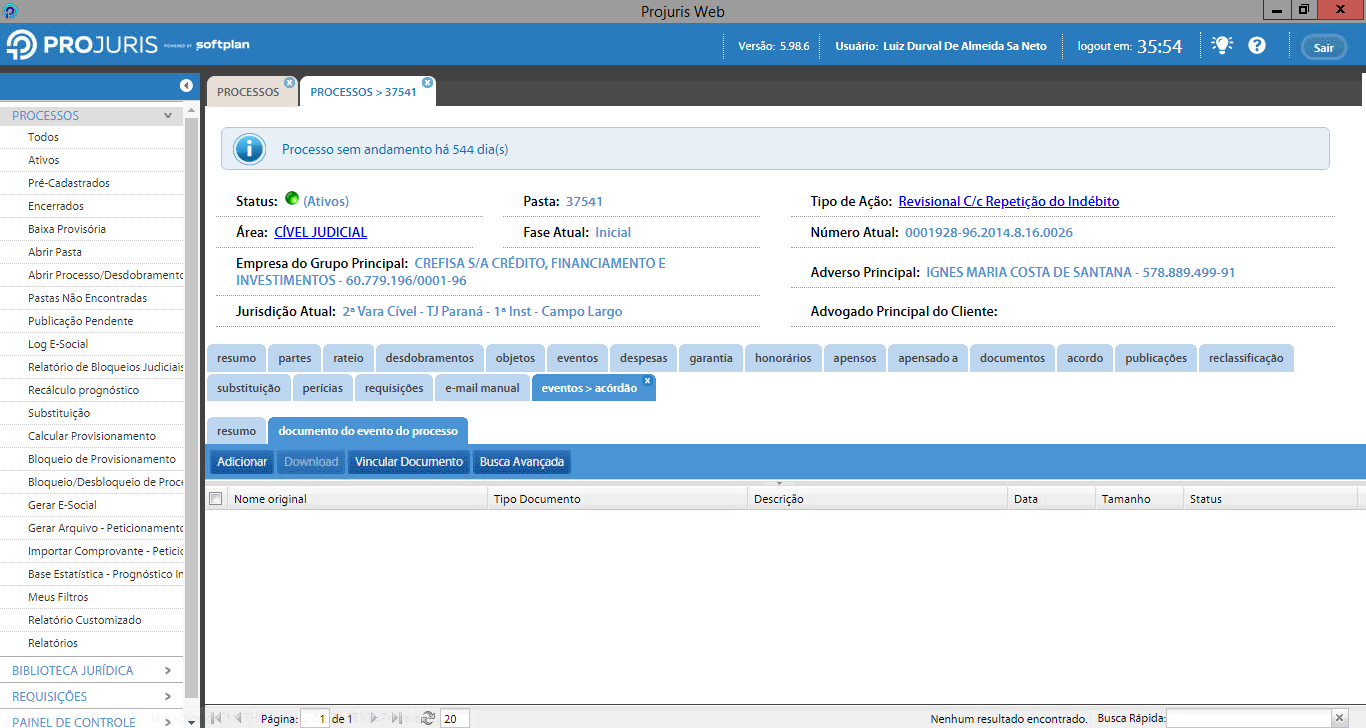 Projuris Web
PROJURIS POWERED BY softplan
Versão: 5.98.6
Usuário: Luiz Durval De Almeida Sa Neto
logout em: 35:54
Sair
PROCESSOS
PROCESSOS > 37541
PROCESSOS
Todos
Ativos
Pré-Cadastrados
Encerrados
Baixa Provisória
Abrir Pasta
Abrir Processo/Desdobramento
Pastas Não Encontradas
Publicação Pendente
Log E-Social
Relatório de Bloqueios Judiciais
Recálculo prognóstico
Substituição
Calcular Provisionamento
Bloqueio de Provisionamento
Bloqueio/Desbloqueio de Proce
Gerar E-Social
Gerar Arquivo - Peticionamento
Importar Comprovante - Peticio
Base Estatística - Prognóstico In
Meus Filtros
Relatório Customizado
Relatórios
BIBLIOTECA JURÍDICA
REQUISIÇÕES
PAINEL DE CONTROLE
Processo sem andamento há 544 dia(s)
Status: (Ativos)
Pasta: 37541
Tipo de Ação: Revisional C/c Repetição do Indébito
Área: CÍVEL JUDICIAL
Fase Atual: Inicial
Número Atual: 0001928-96.2014.8.16.0026
Empresa do Grupo Principal: CREFISA S/A CRÉDITO, FINANCIAMENTO E
INVESTIMENTOS - 60.779.196/0001-96
Adverso Principal: IGNES MARIA COSTA DE SANTANA - 578.889.499-91
Jurisdição Atual: 2ª Vara Cível - TJ Paraná - 1ª Inst - Campo Largo
Advogado Principal do Cliente:
resumo partes rateio desdobramentos objetos eventos despesas garantia honorários apensos apensado a documentos acordo publicações reclassificação
substituição perícias requisições e-mail manual eventos > acórdão
resumo documento do evento do processo
Adicionar Download Vincular Documento Busca Avançada
Nome original Tipo Documento Descrição Data Tamanho Status
Página: 1 de 1 20
Nenhum resultado encontrado. Busca Rápida: